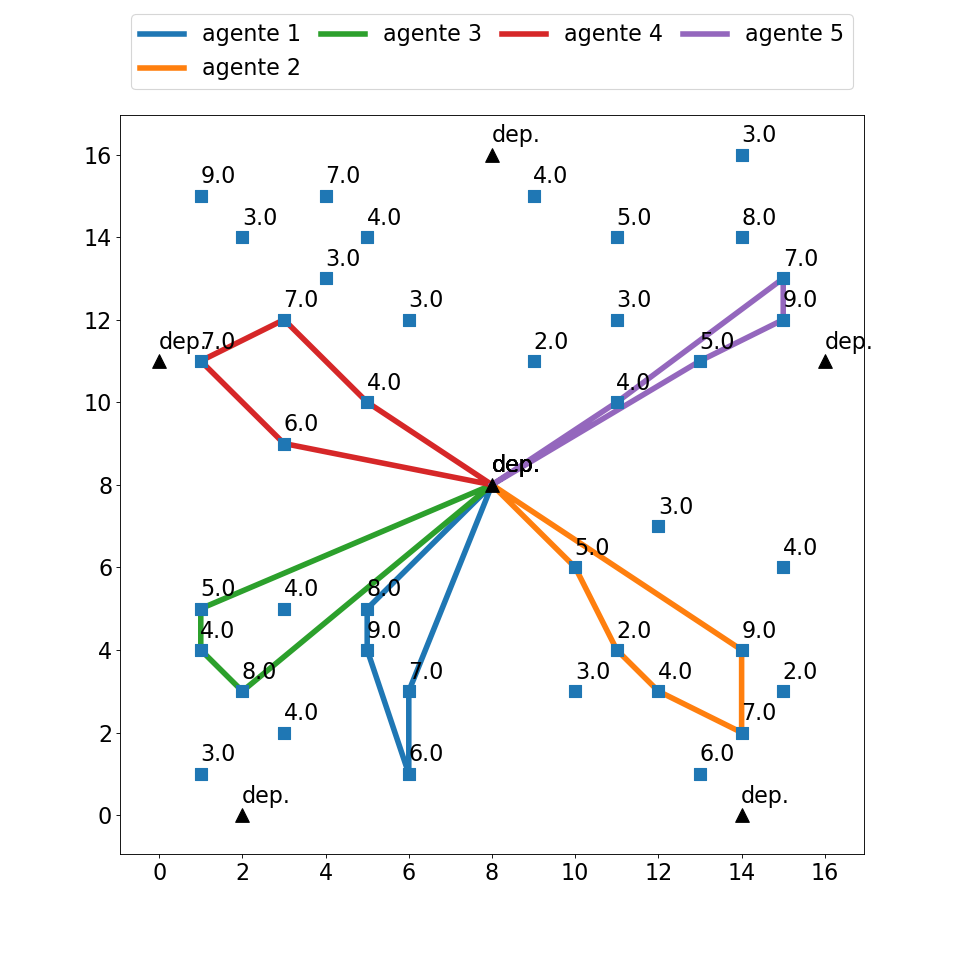 agente 1 agente 3 agente 4 agente 5
agente 2
16 dep. 3.0
9.0 7.0 4.0
14 3.0 4.0 5.0 8.0
3.0 7.0
12 7.0 3.0 3.0 9.0
dep. 7.0 2.0 5.0 dep.
10 4.0 4.0
6.0
8 dep. dep.
3.0
6 5.0 4.0
5.0 4.0 8.0
4 4.0 9.0 2.0 9.0
8.0 7.0 3.0 4.0 2.0
2 4.0 7.0
3.0 6.0 6.0
0 dep. dep.
0 2 4 6 8 10 12 14 16